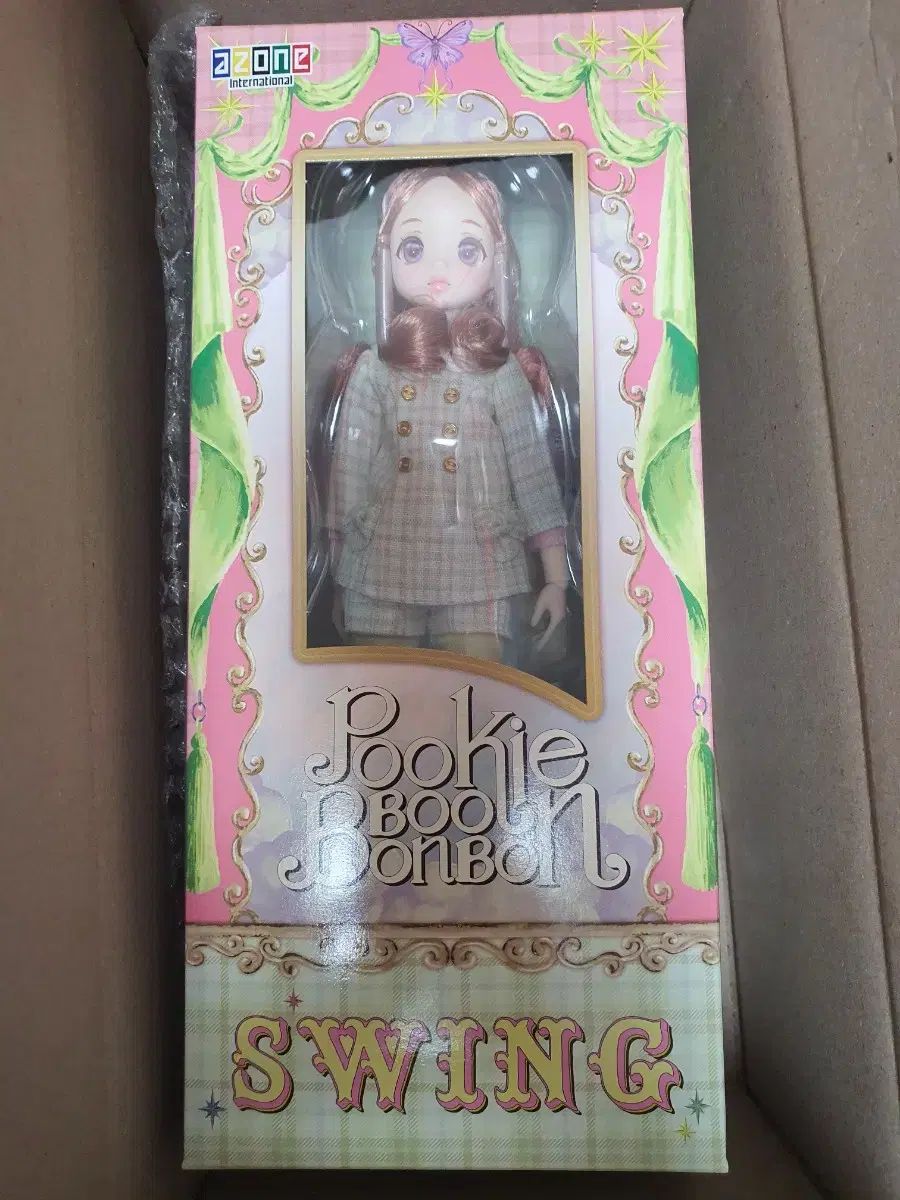 azone
International
Pookie
BOO
BONBON
SWING